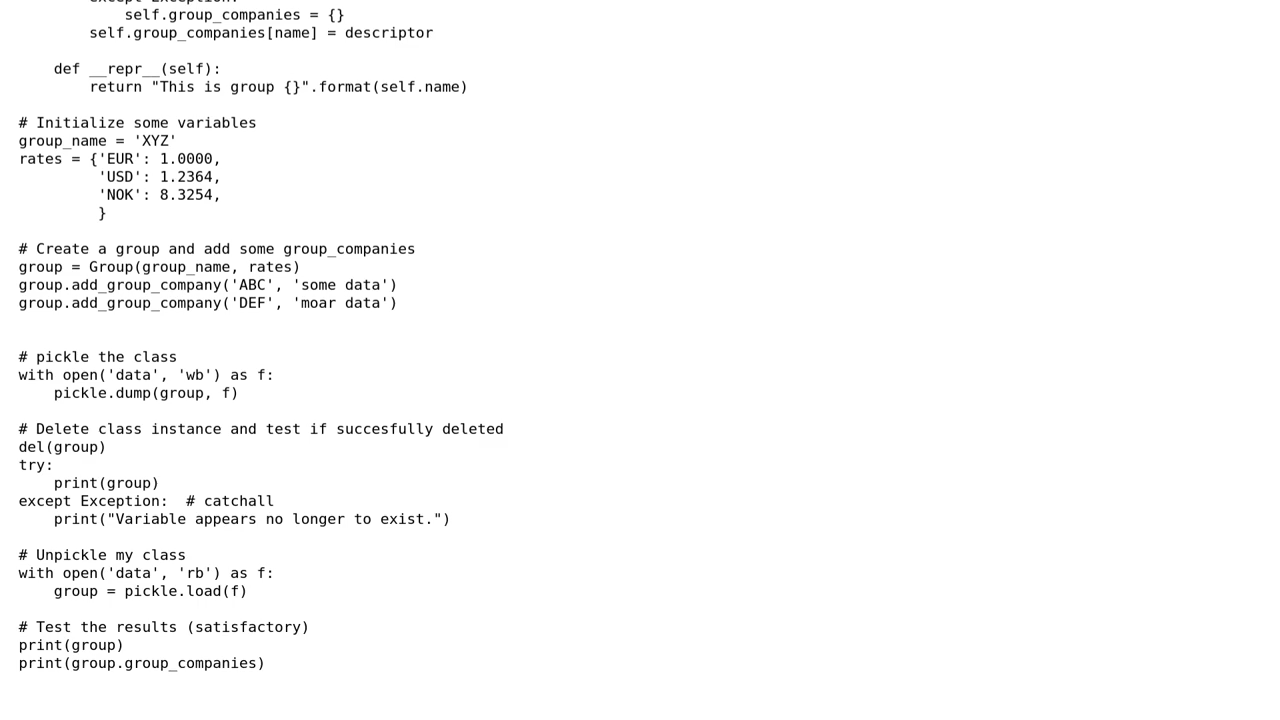 except Exception:
            self.group_companies = {}
        self.group_companies[name] = descriptor

    def __repr__(self):
        return "This is group {}".format(self.name)

# Initialize some variables
group_name = 'XYZ'
rates = {'EUR': 1.0000,
         'USD': 1.2364,
         'NOK': 8.3254,
         }

# Create a group and add some group_companies
group = Group(group_name, rates)
group.add_group_company('ABC', 'some data')
group.add_group_company('DEF', 'moar data')


# pickle the class
with open('data', 'wb') as f:
    pickle.dump(group, f)

# Delete class instance and test if succesfully deleted
del(group)
try:
    print(group)
except Exception:  # catchall
    print("Variable appears no longer to exist.")

# Unpickle my class
with open('data', 'rb') as f:
    group = pickle.load(f)

# Test the results (satisfactory)
print(group)
print(group.group_companies)